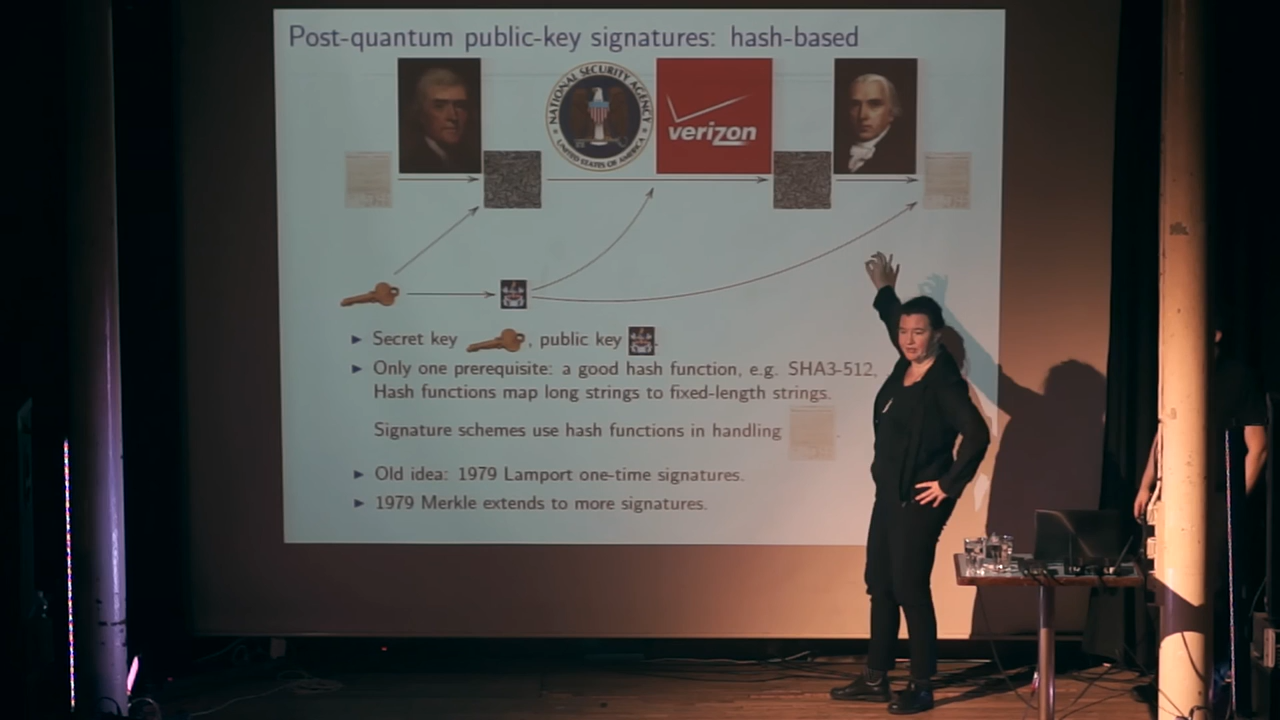 Post-quantum public-key signatures: hash-based
NATIONAL SECURITY AGENCY
UNITED STATES OF AMERICA
verizon
Secret key , public key .
Only one prerequisite: a good hash function, e.g. SHA3-512,
Hash functions map long strings to fixed-length strings.
Signature schemes use hash functions in handling .
Old idea: 1979 Lamport one-time signatures.
1979 Merkle extends to more signatures.